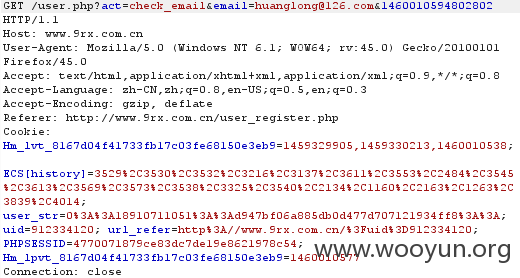 GET /user.php?act=check_email&email=huanglong@126.com&1460010594802802
HTTP/1.1
Host: www.9rx.com.cn
User-Agent: Mozilla/5.0 (Windows NT 6.1; WOW64; rv:45.0) Gecko/20100101
Firefox/45.0
Accept: text/html,application/xhtml+xml,application/xml;q=0.9,*/*;q=0.8
Accept-Language: zh-CN,zh;q=0.8,en-US;q=0.5,en;q=0.3
Accept-Encoding: gzip, deflate
Referer: http://www.9rx.com.cn/user_register.php
Cookie:
Hm_lvt_8167d04f41733fb17c03fe68150e3eb9=1459329905,1459330213,1460010538;
ECS[history]=3529%2C3530%2C3532%2C3216%2C3137%2C3611%2C3553%2C2484%2C3545
%2C3613%2C3569%2C3573%2C3538%2C3325%2C3540%2C2134%2C1160%2C2163%2C1263%2C
3839%2C4014;
user_str=0%3A%3A18910711051%3A%3Ad947bf06a885db0d477d707121934ff8%3A%3A;
uid=912334120; url_refer=http%3A//www.9rx.com.cn/%3Fuid%3D912334120;
PHPSESSID=4770071879ce83dc7de19e8621978c54;
Hm_lpvt_8167d04f41733fb17c03fe68150e3eb9=1460010577
Connection: close
www.wooyun.org